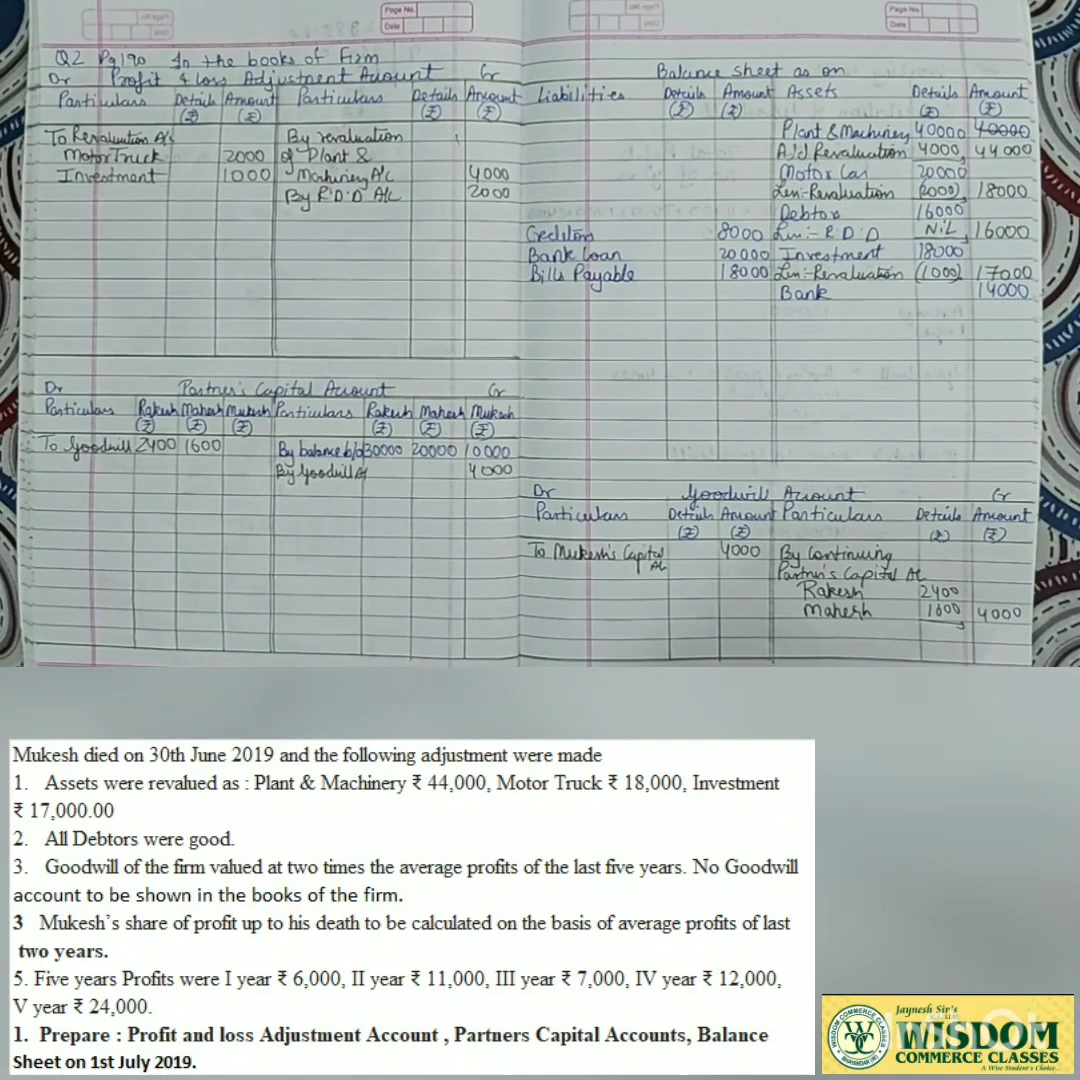 Page No.
Date
Page No.
Date
Q2 Pg 190 In the books of Firm
Dr Profit & Loss Adjustment Account Cr
Particulars Details (₹) Amount (₹) Particulars Details (₹) Amount (₹)
To Revaluation A/c By revaluation
Motor Truck 2000 of Plant &
Investment 1000 Machinery A/c 4000
By R.D.D A/c 2000
Balance sheet as on
Liabilities Details (₹) Amount (₹) Assets Details (₹) Amount (₹)
Plant & Machinery 40000 40000
Add Revaluation 4000 44000
Motor Car 20000
Less:- Revaluation (2000) 18000
Debtors 16000
Creditors 8000 Less:- R.D.D Nil 16000
Bank Loan 20000 Investment 18000
Bills Payable 18000 Less:- Revaluation (1000) 17000
Bank 14000
Dr Partner's Capital Account Cr
Particulars Rakesh (₹) Mahesh (₹) Mukesh (₹) Particulars Rakesh (₹) Mahesh (₹) Mukesh (₹)
To Goodwill 2400 1600 By balance b/d 30000 20000 10000
By Goodwill A/c 4000
Dr Goodwill Account Cr
Particulars Details (₹) Amount (₹) Particulars Details (₹) Amount (₹)
To Mukesh's Capital A/c 4000 By Continuing
Partner's Capital A/c
Rakesh 2400
Mahesh 1600 4000
Mukesh died on 30th June 2019 and the following adjustment were made
1. Assets were revalued as : Plant & Machinery ₹ 44,000, Motor Truck ₹ 18,000, Investment
₹ 17,000.00
2. All Debtors were good.
3. Goodwill of the firm valued at two times the average profits of the last five years. No Goodwill
account to be shown in the books of the firm.
3 Mukesh's share of profit up to his death to be calculated on the basis of average profits of last
two years.
5. Five years Profits were I year ₹ 6,000, II year ₹ 11,000, III year ₹ 7,000, IV year ₹ 12,000,
V year ₹ 24,000.
1. Prepare : Profit and loss Adjustment Account , Partners Capital Accounts, Balance
Sheet on 1st July 2019.
Jaynesh Sir's
WISDOM
COMMERCE CLASSES
A Wise Student's Choice...